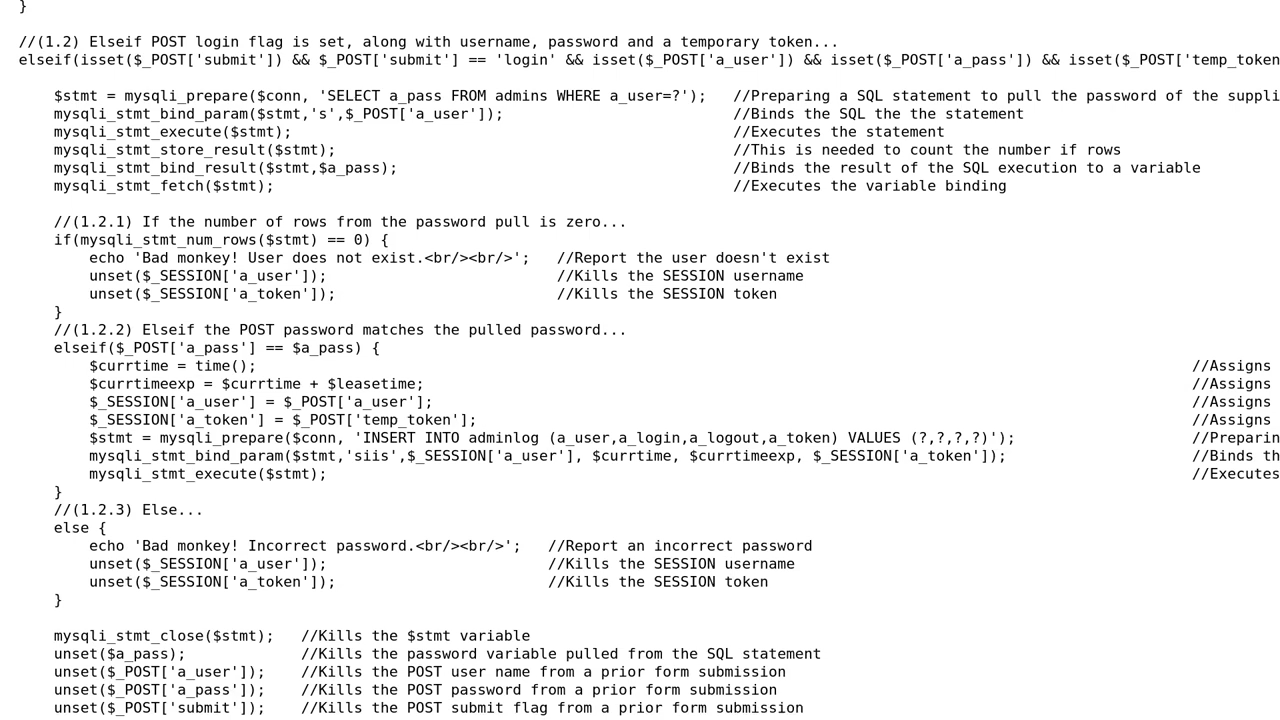 }
//(1.2) Elseif POST login flag is set, along with username, password and a temporary token...
elseif(isset($_POST['submit']) && $_POST['submit'] == 'login' && isset($_POST['a_user']) && isset($_POST['a_pass']) && isset($_POST['temp_token
$stmt = mysqli_prepare($conn, 'SELECT a_pass FROM admins WHERE a_user=?');   //Preparing a SQL statement to pull the password of the suppli
mysqli_stmt_bind_param($stmt,'s',$_POST['a_user']);   //Binds the SQL the the statement
mysqli_stmt_execute($stmt);   //Executes the statement
mysqli_stmt_store_result($stmt);   //This is needed to count the number if rows
mysqli_stmt_bind_result($stmt,$a_pass);   //Binds the result of the SQL execution to a variable
mysqli_stmt_fetch($stmt);   //Executes the variable binding
//(1.2.1) If the number of rows from the password pull is zero...
if(mysqli_stmt_num_rows($stmt) == 0) {
echo 'Bad monkey! User does not exist.<br/><br/>';   //Report the user doesn't exist
unset($_SESSION['a_user']);   //Kills the SESSION username
unset($_SESSION['a_token']);   //Kills the SESSION token
}
//(1.2.2) Elseif the POST password matches the pulled password...
elseif($_POST['a_pass'] == $a_pass) {
$currtime = time();   //Assigns
$currtimeexp = $currtime + $leasetime;   //Assigns
$_SESSION['a_user'] = $_POST['a_user'];   //Assigns
$_SESSION['a_token'] = $_POST['temp_token'];   //Assigns
$stmt = mysqli_prepare($conn, 'INSERT INTO adminlog (a_user,a_login,a_logout,a_token) VALUES (?,?,?,?)');   //Preparin
mysqli_stmt_bind_param($stmt,'siis',$_SESSION['a_user'], $currtime, $currtimeexp, $_SESSION['a_token']);   //Binds th
mysqli_stmt_execute($stmt);   //Executes
}
//(1.2.3) Else...
else {
echo 'Bad monkey! Incorrect password.<br/><br/>';   //Report an incorrect password
unset($_SESSION['a_user']);   //Kills the SESSION username
unset($_SESSION['a_token']);   //Kills the SESSION token
}
mysqli_stmt_close($stmt);   //Kills the $stmt variable
unset($a_pass);   //Kills the password variable pulled from the SQL statement
unset($_POST['a_user']);   //Kills the POST user name from a prior form submission
unset($_POST['a_pass']);   //Kills the POST password from a prior form submission
unset($_POST['submit']);   //Kills the POST submit flag from a prior form submission